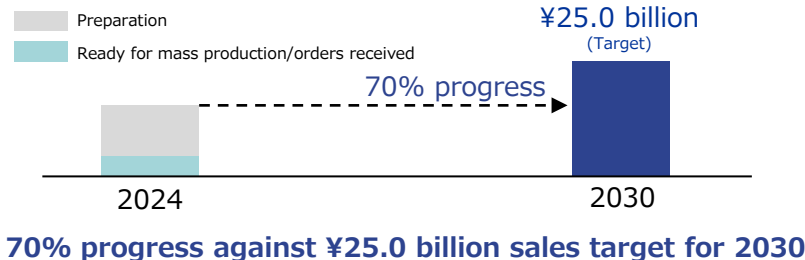 Preparation
Ready for mass production/orders received
¥25.0 billion
(Target)
70% progress
2024
2030
70% progress against ¥25.0 billion sales target for 2030